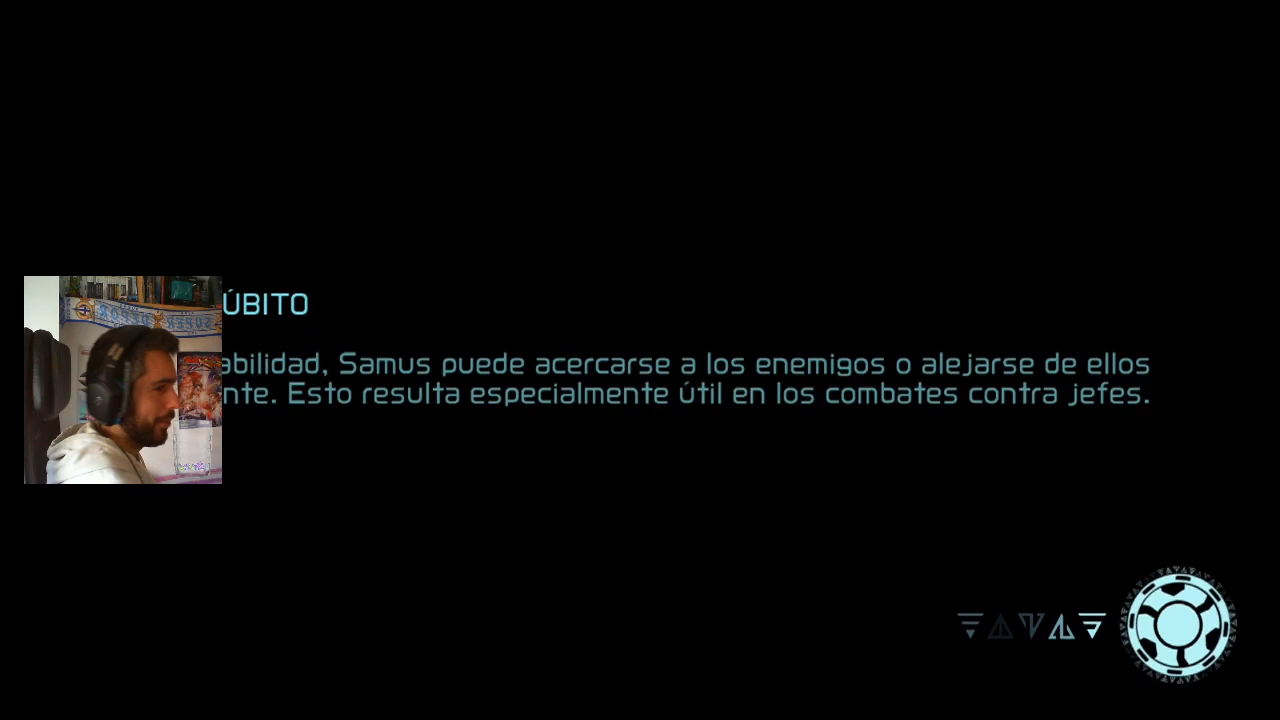 ÚBITO
abilidad, Samus puede acercarse a los enemigos o alejarse de ellos
nte. Esto resulta especialmente útil en los combates contra jefes.